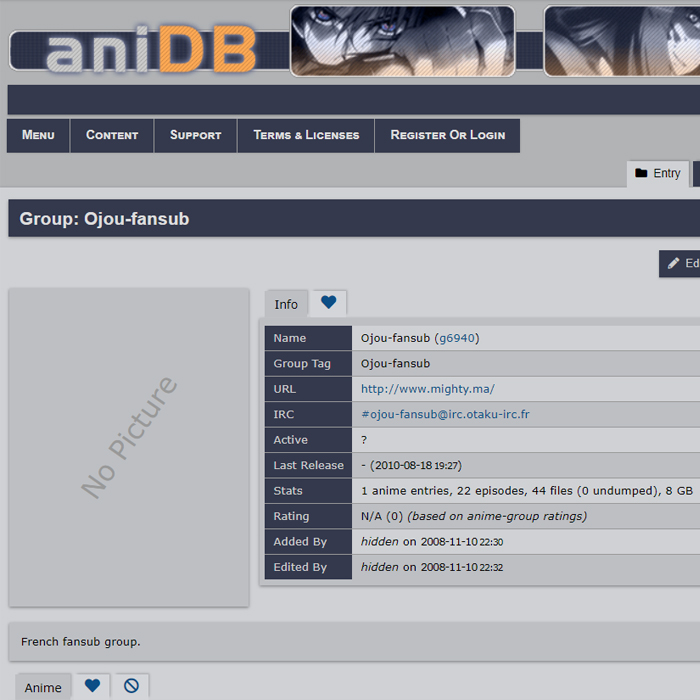 aniDB
Menu Content Support Terms & Licenses Register Or Login
Entry
Group: Ojou-fansub
Ed
No Picture
Info
Name Ojou-fansub (g6940)
Group Tag Ojou-fansub
URL http://www.mighty.ma/
IRC #ojou-fansub@irc.otaku-irc.fr
Active ?
Last Release - (2010-08-18 19:27)
Stats 1 anime entries, 22 episodes, 44 files (0 undumped), 8 GB
Rating N/A (0) (based on anime-group ratings)
Added By hidden on 2008-11-10 22:30
Edited By hidden on 2008-11-10 22:32
French fansub group.
Anime